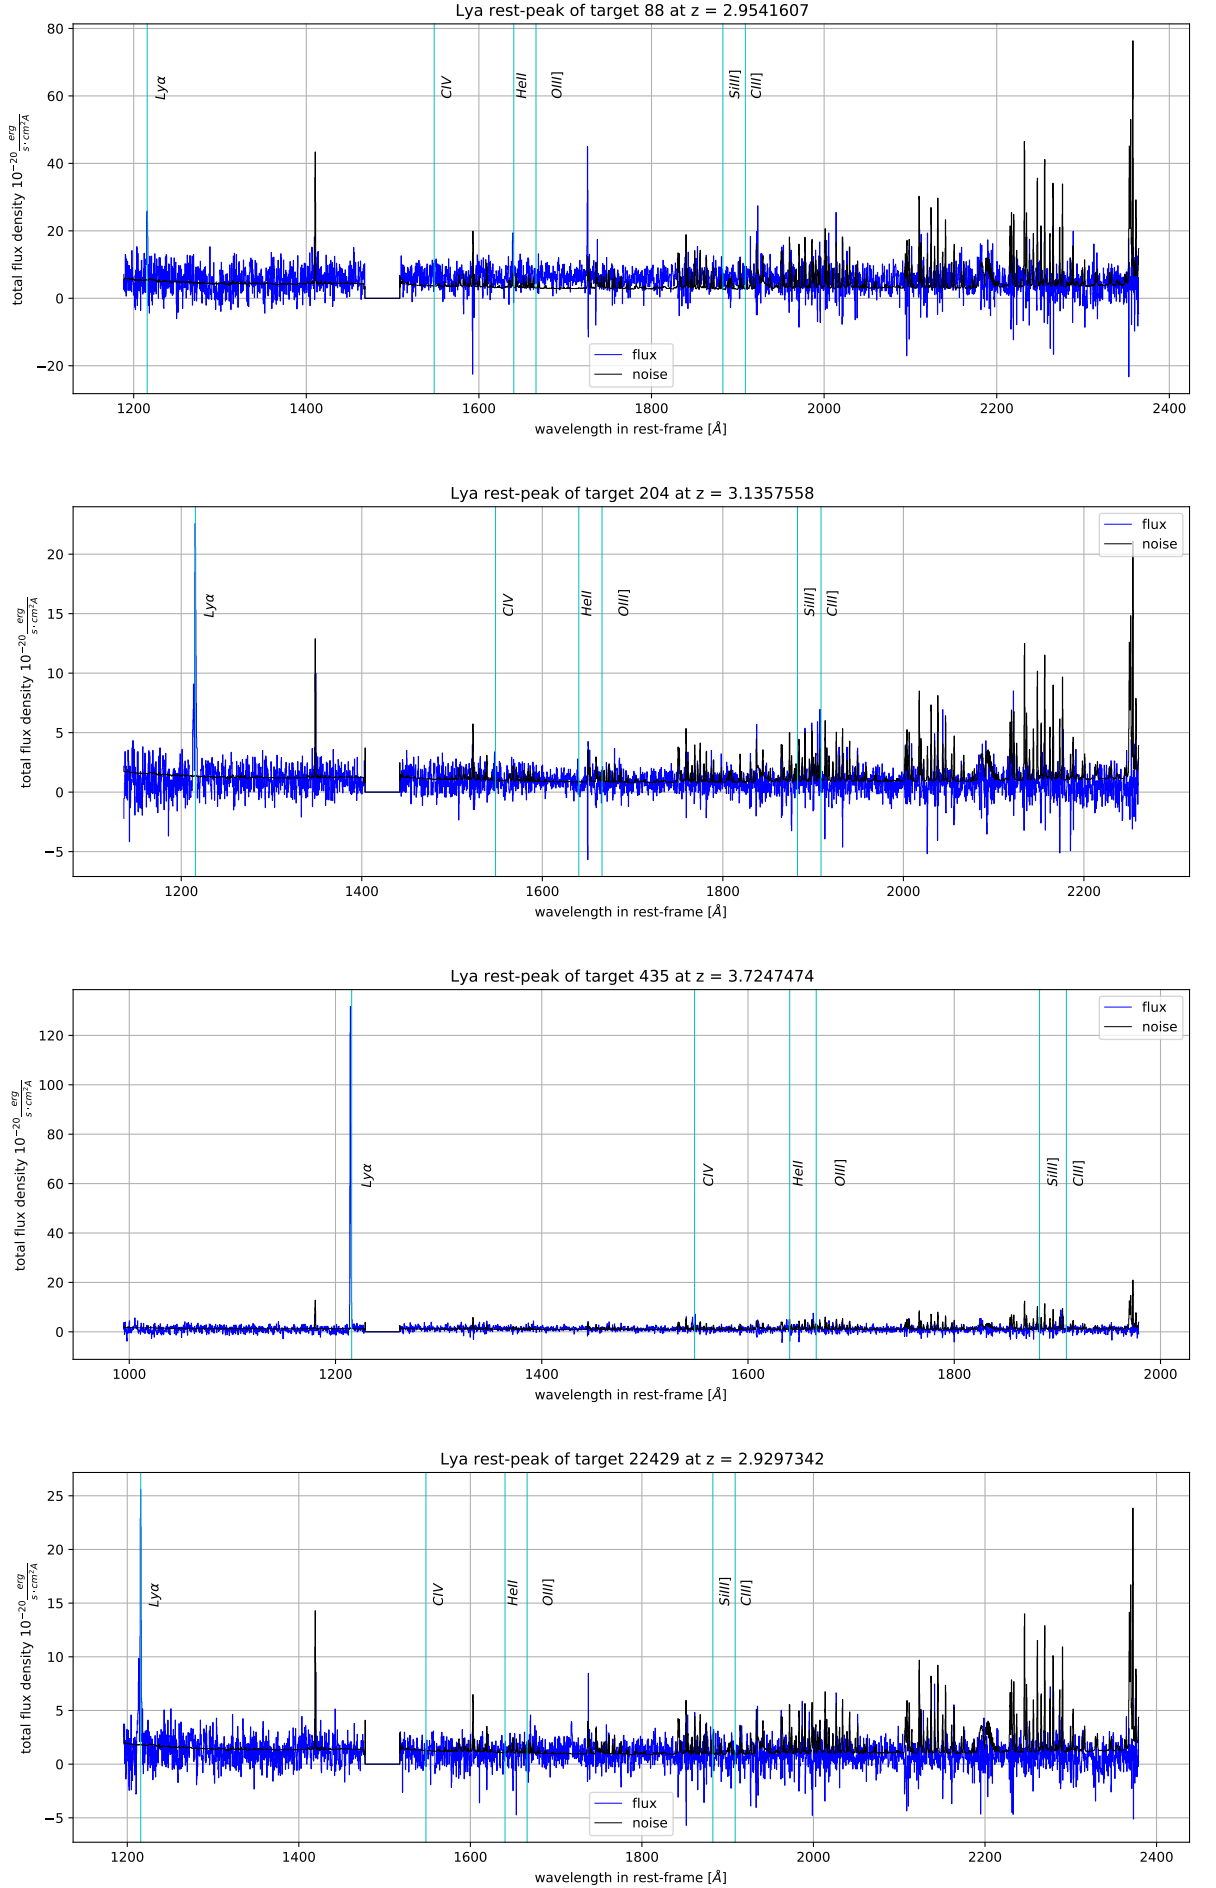 Lya rest-peak of target 88 at z = 2.9541607
80
60
40
20
0
−20
total flux density 10⁻²⁰ erg/s·cm²A
Lyα
CIV
HeII
OIII]
SiIII]
CIII]
flux
noise
1200 1400 1600 1800 2000 2200 2400
wavelength in rest-frame [Å]
Lya rest-peak of target 204 at z = 3.1357558
20
15
10
5
0
−5
total flux density 10⁻²⁰ erg/s·cm²A
Lyα
CIV
HeII
OIII]
SiIII]
CIII]
flux
noise
1200 1400 1600 1800 2000 2200
wavelength in rest-frame [Å]
Lya rest-peak of target 435 at z = 3.7247474
120
100
80
60
40
20
0
total flux density 10⁻²⁰ erg/s·cm²A
Lyα
CIV
HeII
OIII]
SiIII]
CIII]
flux
noise
1000 1200 1400 1600 1800 2000
wavelength in rest-frame [Å]
Lya rest-peak of target 22429 at z = 2.9297342
25
20
15
10
5
0
−5
total flux density 10⁻²⁰ erg/s·cm²A
Lyα
CIV
HeII
OIII]
SiIII]
CIII]
flux
noise
1200 1400 1600 1800 2000 2200 2400
wavelength in rest-frame [Å]